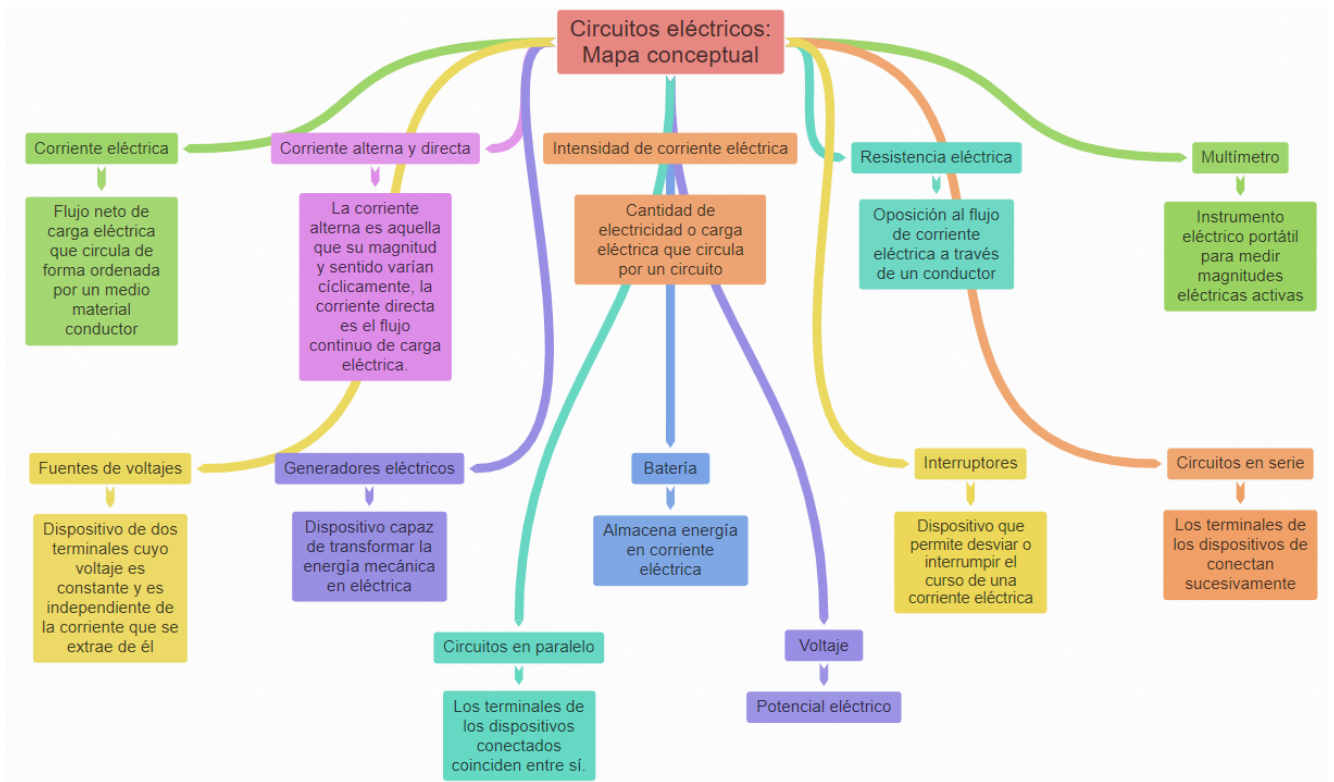 Circuitos eléctricos:
Mapa conceptual
Corriente eléctrica
Flujo neto de
carga eléctrica
que circula de
forma ordenada
por un medio
material
conductor
Corriente alterna y directa
La corriente
alterna es aquella
que su magnitud
y sentido varían
cíclicamente, la
corriente directa
es el flujo
continuo de carga
eléctrica.
Intensidad de corriente eléctrica
Cantidad de
electricidad o carga
eléctrica que circula
por un circuito
Resistencia eléctrica
Oposición al flujo
de corriente
eléctrica a través
de un conductor
Multímetro
Instrumento
eléctrico portátil
para medir
magnitudes
eléctricas activas
Fuentes de voltajes
Dispositivo de dos
terminales cuyo
voltaje es
constante y es
independiente de
la corriente que se
extrae de él
Generadores eléctricos
Dispositivo capaz
de transformar la
energía mecánica
en eléctrica
Batería
Almacena energía
en corriente
eléctrica
Interruptores
Dispositivo que
permite desviar o
interrumpir el
curso de una
corriente eléctrica
Circuitos en serie
Los terminales de
los dispositivos de
conectan
sucesivamente
Circuitos en paralelo
Los terminales de
los dispositivos
conectados
coinciden entre sí.
Voltaje
Potencial eléctrico